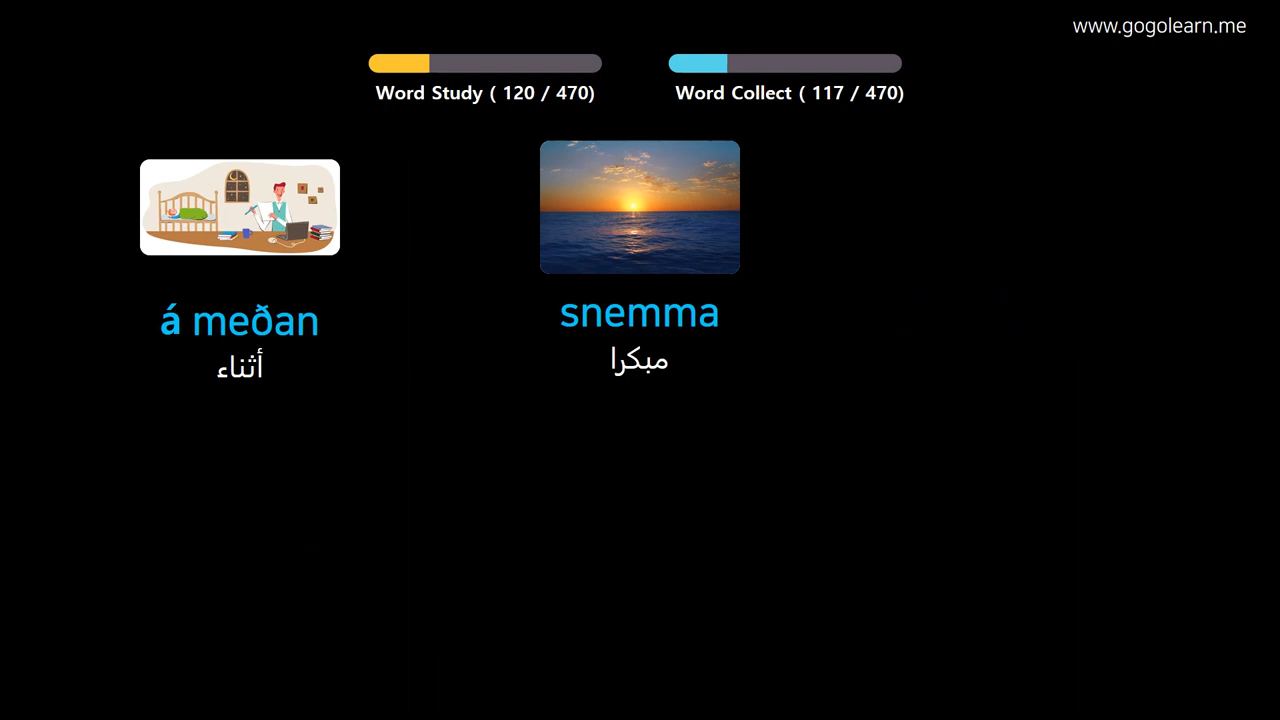 www.gogolearn.me
Word Study ( 120 / 470)
Word Collect ( 117 / 470)
á meðan
أثناء
snemma
مبكرا